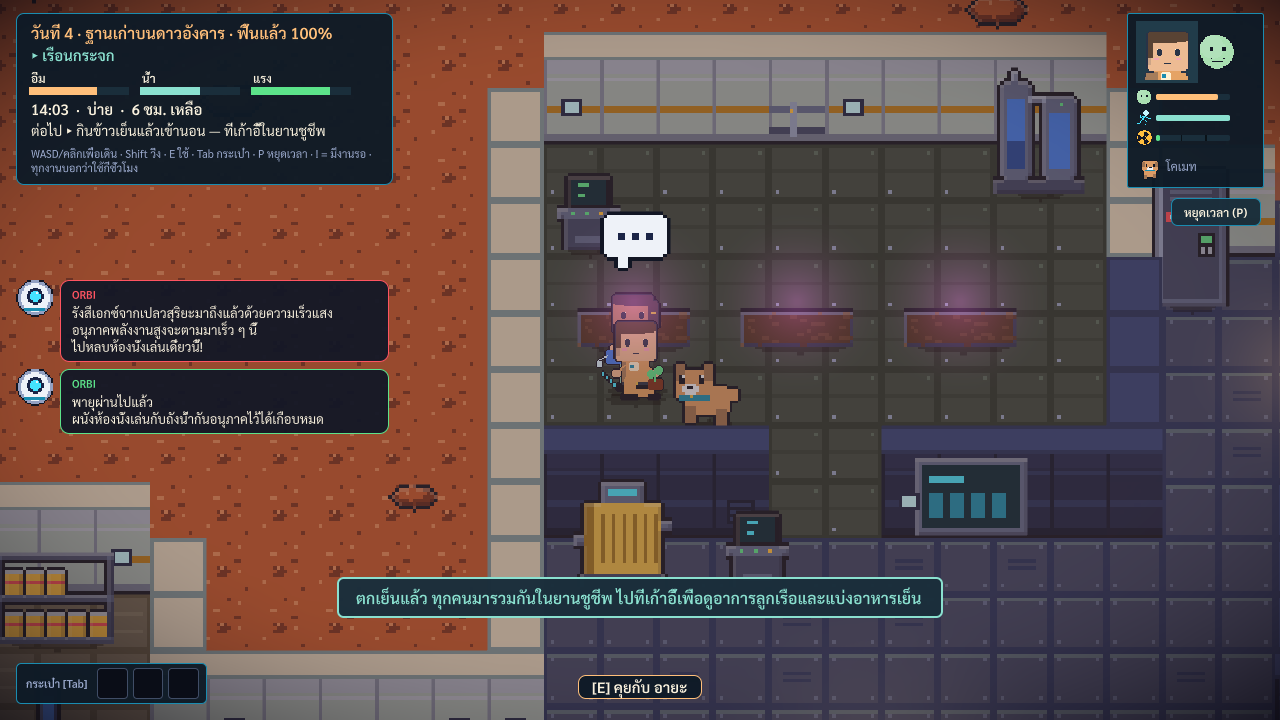 วันที่ 4 · ฐานเก่าบนดาวอังคาร · ฟื้นแล้ว 100%
‣ เรือนกระจก
อิ่ม น้ำ แรง
14:03 · บ่าย · 6 ชม. เหลือ
ต่อไป ‣ กินข้าวเย็นแล้วเข้านอน — ที่เก้าอี้ในยานชูชีพ
WASD/คลิกเพื่อเดิน · Shift วิ่ง · E ใช้ · Tab กระเป๋า · P หยุดเวลา · ! = มีงานรอ ·
ทุกงานบอกว่าใช้กี่ชั่วโมง
โคเมท
หยุดเวลา (P)
ORBI
รังสีเอกซ์จากเปลวสุริยะมาถึงแล้วด้วยความเร็วแสง
อนุภาคพลังงานสูงจะตามมาเร็ว ๆ นี้
ไปหลบห้องนั่งเล่นเดี๋ยวนี้!
ORBI
พายุผ่านไปแล้ว
ผนังห้องนั่งเล่นกับถังน้ำกันอนุภาคไว้ได้เกือบหมด
ตกเย็นแล้ว ทุกคนมารวมกันในยานชูชีพ ไปที่เก้าอี้เพื่อดูอาการลูกเรือและแบ่งอาหารเย็น
กระเป๋า [Tab]
[E] คุยกับ อายะ